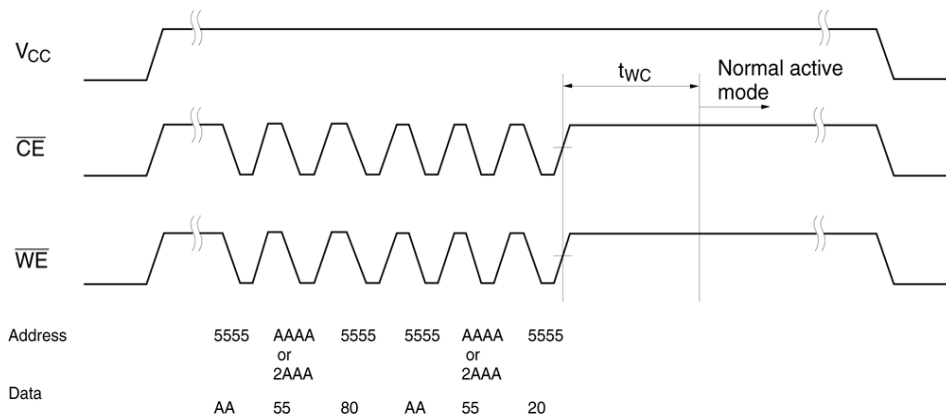 VCC
tWC
Normal active
mode
CE
WE
Address 5555 AAAA 5555 5555 AAAA 5555
or or
2AAA 2AAA
Data
AA 55 80 AA 55 20